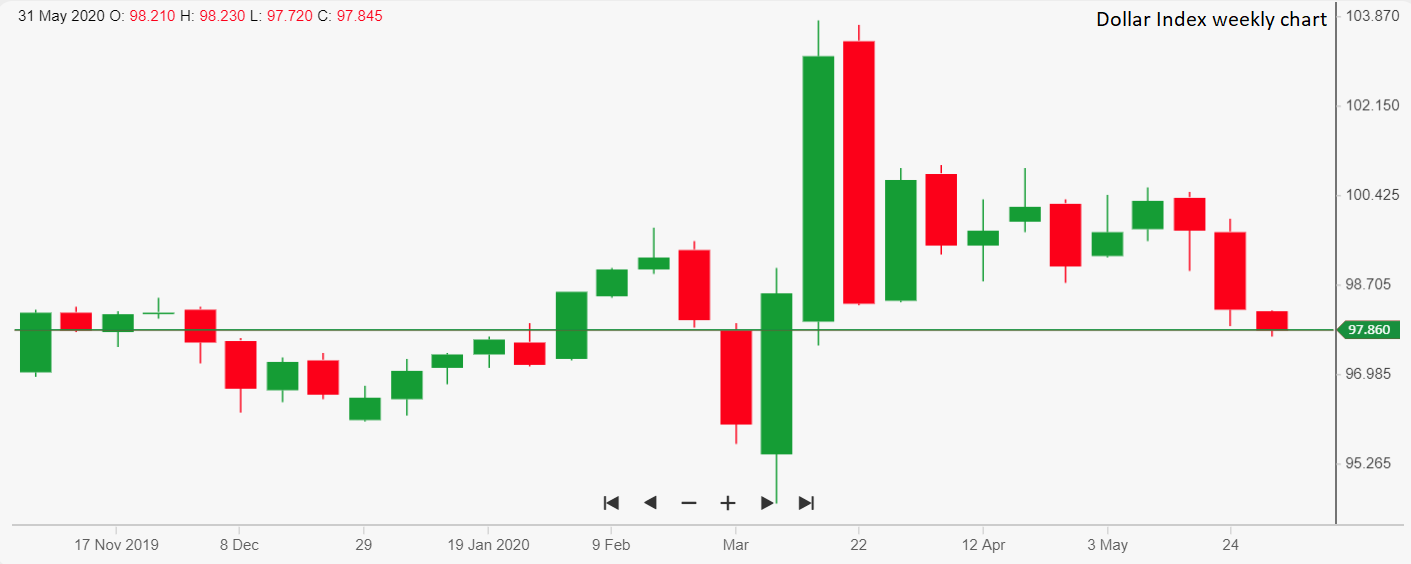 31 May 2020 O: 98.210 H: 98.230 L: 97.720 C: 97.845
Dollar Index weekly chart
103.870
102.150
100.425
98.705
97.860
96.985
95.265
17 Nov 2019 8 Dec 29 19 Jan 2020 9 Feb Mar 22 12 Apr 3 May 24